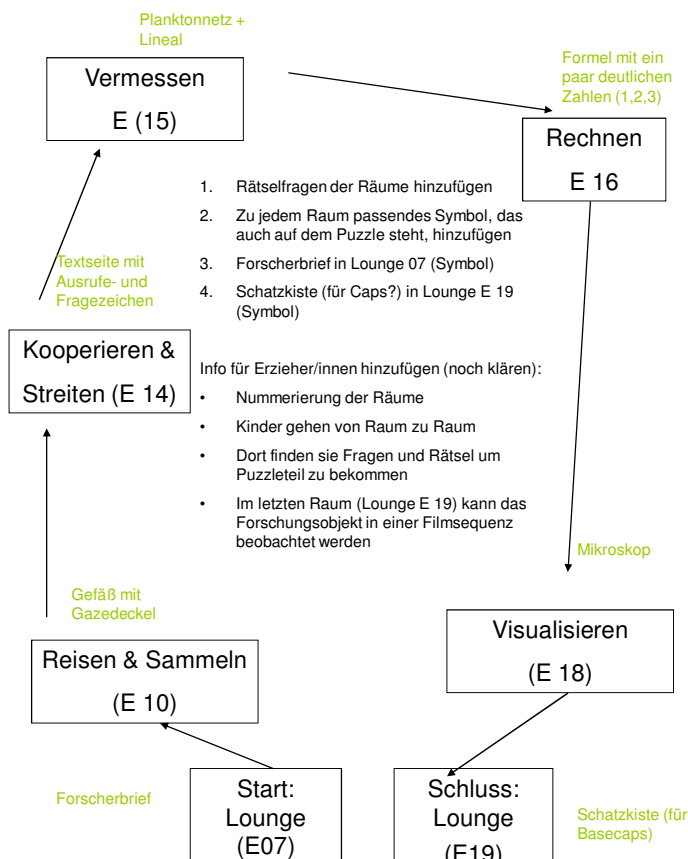 Planktonnetz +
Lineal
Vermessen
E (15)
Formel mit ein
paar deutlichen
Zahlen (1,2,3)
Rechnen
E 16
1. Rätselfragen der Räume hinzufügen
2. Zu jedem Raum passendes Symbol, das
auch auf dem Puzzle steht, hinzufügen
3. Forscherbrief in Lounge 07 (Symbol)
4. Schatzkiste (für Caps?) in Lounge E 19
(Symbol)
Textseite mit
Ausrufe- und
Fragezeichen
Kooperieren &
Streiten (E 14)
Info für Erzieher/innen hinzufügen (noch klären):
• Nummerierung der Räume
• Kinder gehen von Raum zu Raum
• Dort finden sie Fragen und Rätsel um
Puzzleteil zu bekommen
• Im letzten Raum (Lounge E 19) kann das
Forschungsobjekt in einer Filmsequenz
beobachtet werden
Mikroskop
Gefäß mit
Gazedeckel
Reisen & Sammeln
(E 10)
Visualisieren
(E 18)
Forscherbrief
Start:
Lounge
(E07)
Schluss:
Lounge
(E19)
Schatzkiste (für
Basecaps)